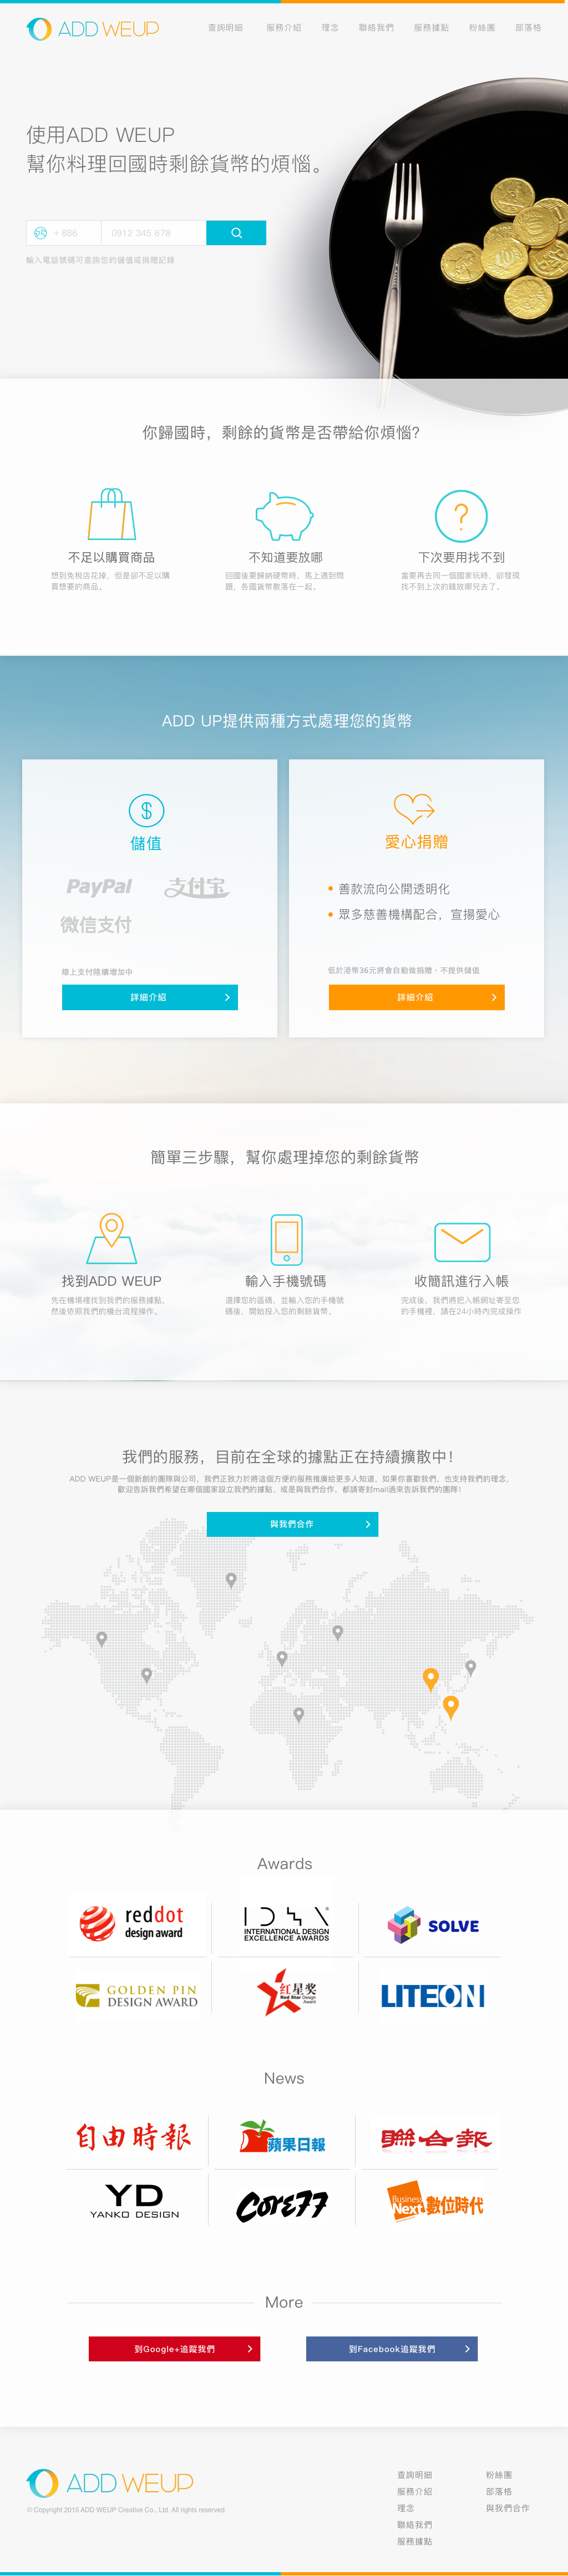 ADD WEUP
查詢明細 服務介紹 理念 聯絡我們 服務據點 粉絲團 部落格
使用ADD WEUP
幫你料理回國時剩餘貨幣的煩惱。
+886 0912 345 678
輸入電話號碼可查詢您的儲值或捐贈記錄
你歸國時，剩餘的貨幣是否帶給你煩惱？
不足以購買商品
想到免稅店花掉，但是卻不足以購
買想要的商品。
不知道要放哪
回國後要歸納硬幣時，馬上遇到問
題，各國貨幣散落在一起。
下次要用找不到
當要再去同一個國家玩時，卻發現
找不到上次的錢放哪兒去了。
ADD UP提供兩種方式處理您的貨幣
儲值
PayPal 支付宝
微信支付
線上支付陸續增加中
詳細介紹
愛心捐贈
善款流向公開透明化
眾多慈善機構配合，宣揚愛心
低於港幣36元將會自動做捐贈，不提供儲值
詳細介紹
簡單三步驟，幫你處理掉您的剩餘貨幣
找到ADD WEUP
先在機場裡找到我們的服務據點，
然後依照我們的機台流程操作。
輸入手機號碼
選擇您的區碼，並輸入您的手機號
碼後，開始投入您的剩餘貨幣。
收簡訊進行入帳
完成後，我們將把入帳網址寄至您
的手機裡，請在24小時內完成操作
我們的服務，目前在全球的據點正在持續擴散中！
ADD WEUP是一個新創的團隊與公司，我們正致力於將這個方便的服務推廣給更多人知道，如果你喜歡我們，也支持我們的理念，
歡迎告訴我們希望在哪個國家設立我們的據點，或是與我們合作，都請寄封mail過來告訴我們的團隊！
與我們合作
Awards
reddot
design award
IDEA
INTERNATIONAL DESIGN
EXCELLENCE AWARDS
SOLVE
GOLDEN PIN
DESIGN AWARD
红星奖
Red Star Design
Award
LITEON
News
自由時報
蘋果日報
聯合報
YD
YANKO DESIGN
Core77
Business
Next 數位時代
More
到Google+追蹤我們
到Facebook追蹤我們
ADD WEUP
© Copyright 2015 ADD WEUP Creative Co., Ltd. All rights reserved.
查詢明細
服務介紹
理念
聯絡我們
服務據點
粉絲團
部落格
與我們合作